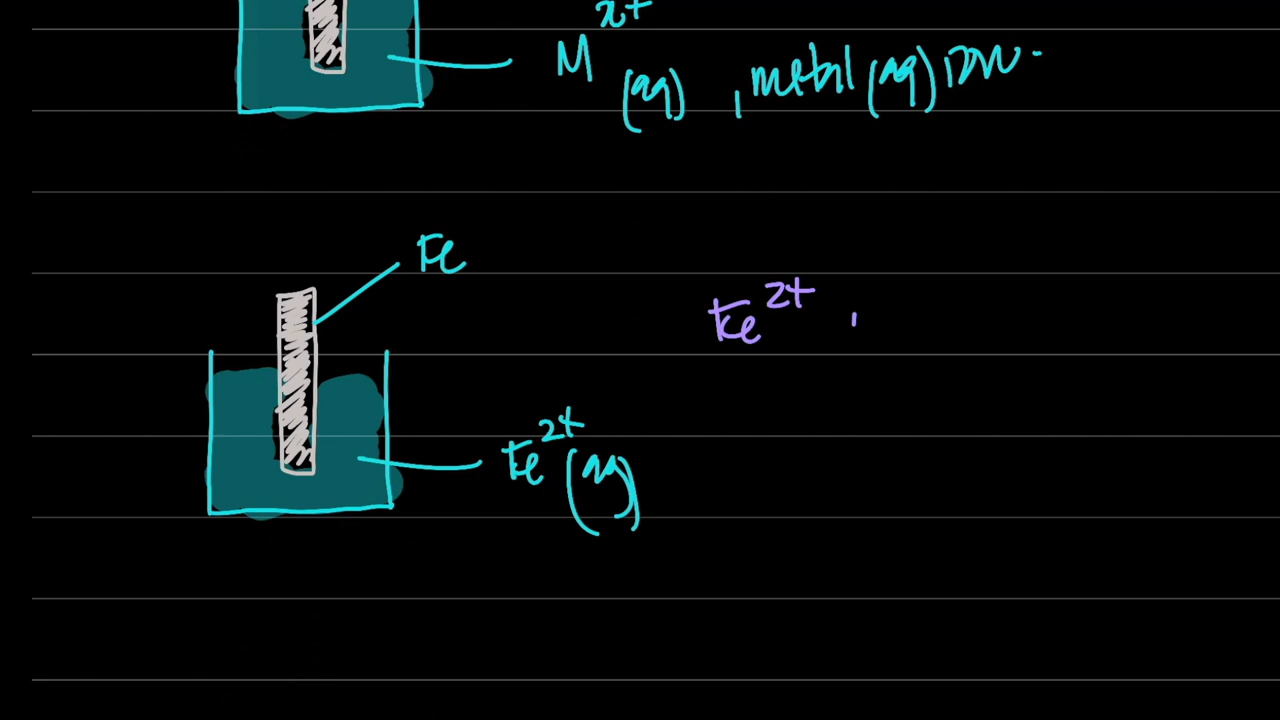 M^x+ (aq), metal (aq) ion.
Fe
Fe^2+ ,
Fe^2+ (aq)